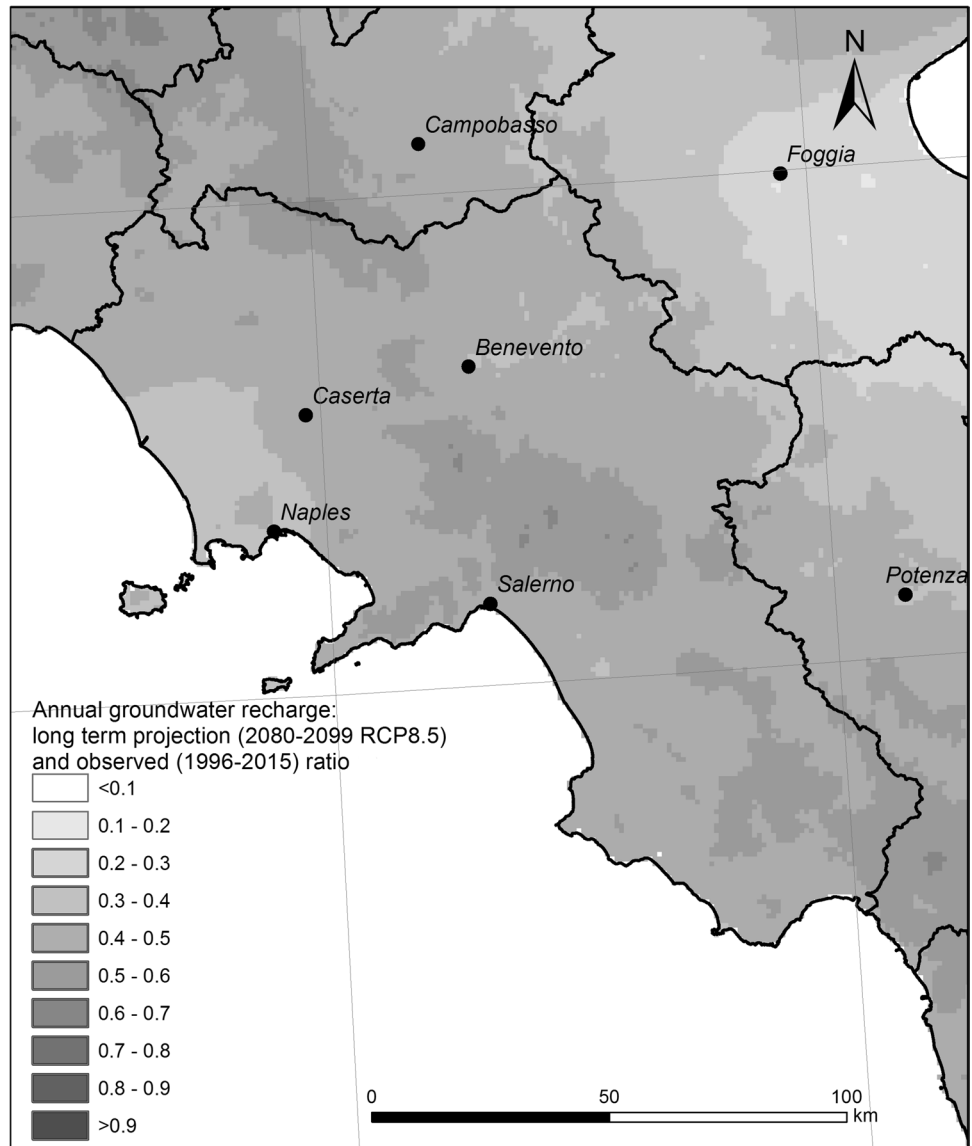 N
Campobasso
Foggia
Benevento
Caserta
Naples
Salerno
Potenza
Annual groundwater recharge:
long term projection (2080-2099 RCP8.5)
and observed (1996-2015) ratio
<0.1
0.1 - 0.2
0.2 - 0.3
0.3 - 0.4
0.4 - 0.5
0.5 - 0.6
0.6 - 0.7
0.7 - 0.8
0.8 - 0.9
>0.9
0 50 100
km